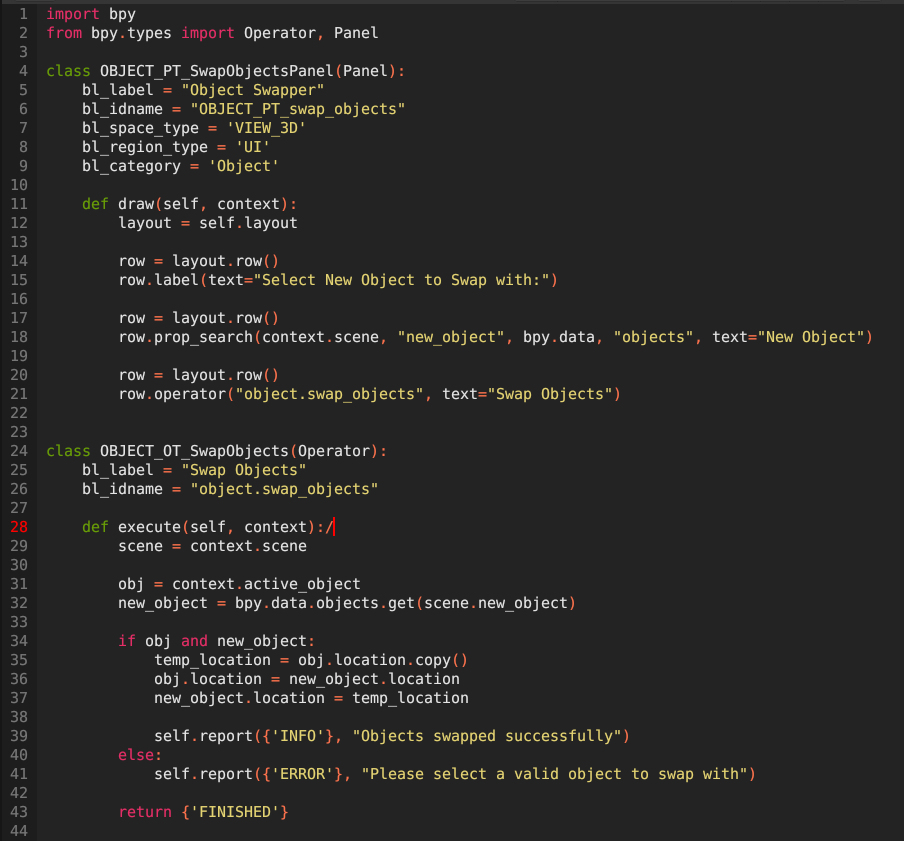 1 import bpy
2 from bpy.types import Operator, Panel
3
4 class OBJECT_PT_SwapObjectsPanel(Panel):
5     bl_label = "Object Swapper"
6     bl_idname = "OBJECT_PT_swap_objects"
7     bl_space_type = 'VIEW_3D'
8     bl_region_type = 'UI'
9     bl_category = 'Object'
10
11     def draw(self, context):
12         layout = self.layout
13
14         row = layout.row()
15         row.label(text="Select New Object to Swap with:")
16
17         row = layout.row()
18         row.prop_search(context.scene, "new_object", bpy.data, "objects", text="New Object")
19
20         row = layout.row()
21         row.operator("object.swap_objects", text="Swap Objects")
22
23
24 class OBJECT_OT_SwapObjects(Operator):
25     bl_label = "Swap Objects"
26     bl_idname = "object.swap_objects"
27
28     def execute(self, context):/
29         scene = context.scene
30
31         obj = context.active_object
32         new_object = bpy.data.objects.get(scene.new_object)
33
34         if obj and new_object:
35             temp_location = obj.location.copy()
36             obj.location = new_object.location
37             new_object.location = temp_location
38
39             self.report({'INFO'}, "Objects swapped successfully")
40         else:
41             self.report({'ERROR'}, "Please select a valid object to swap with")
42
43         return {'FINISHED'}
44